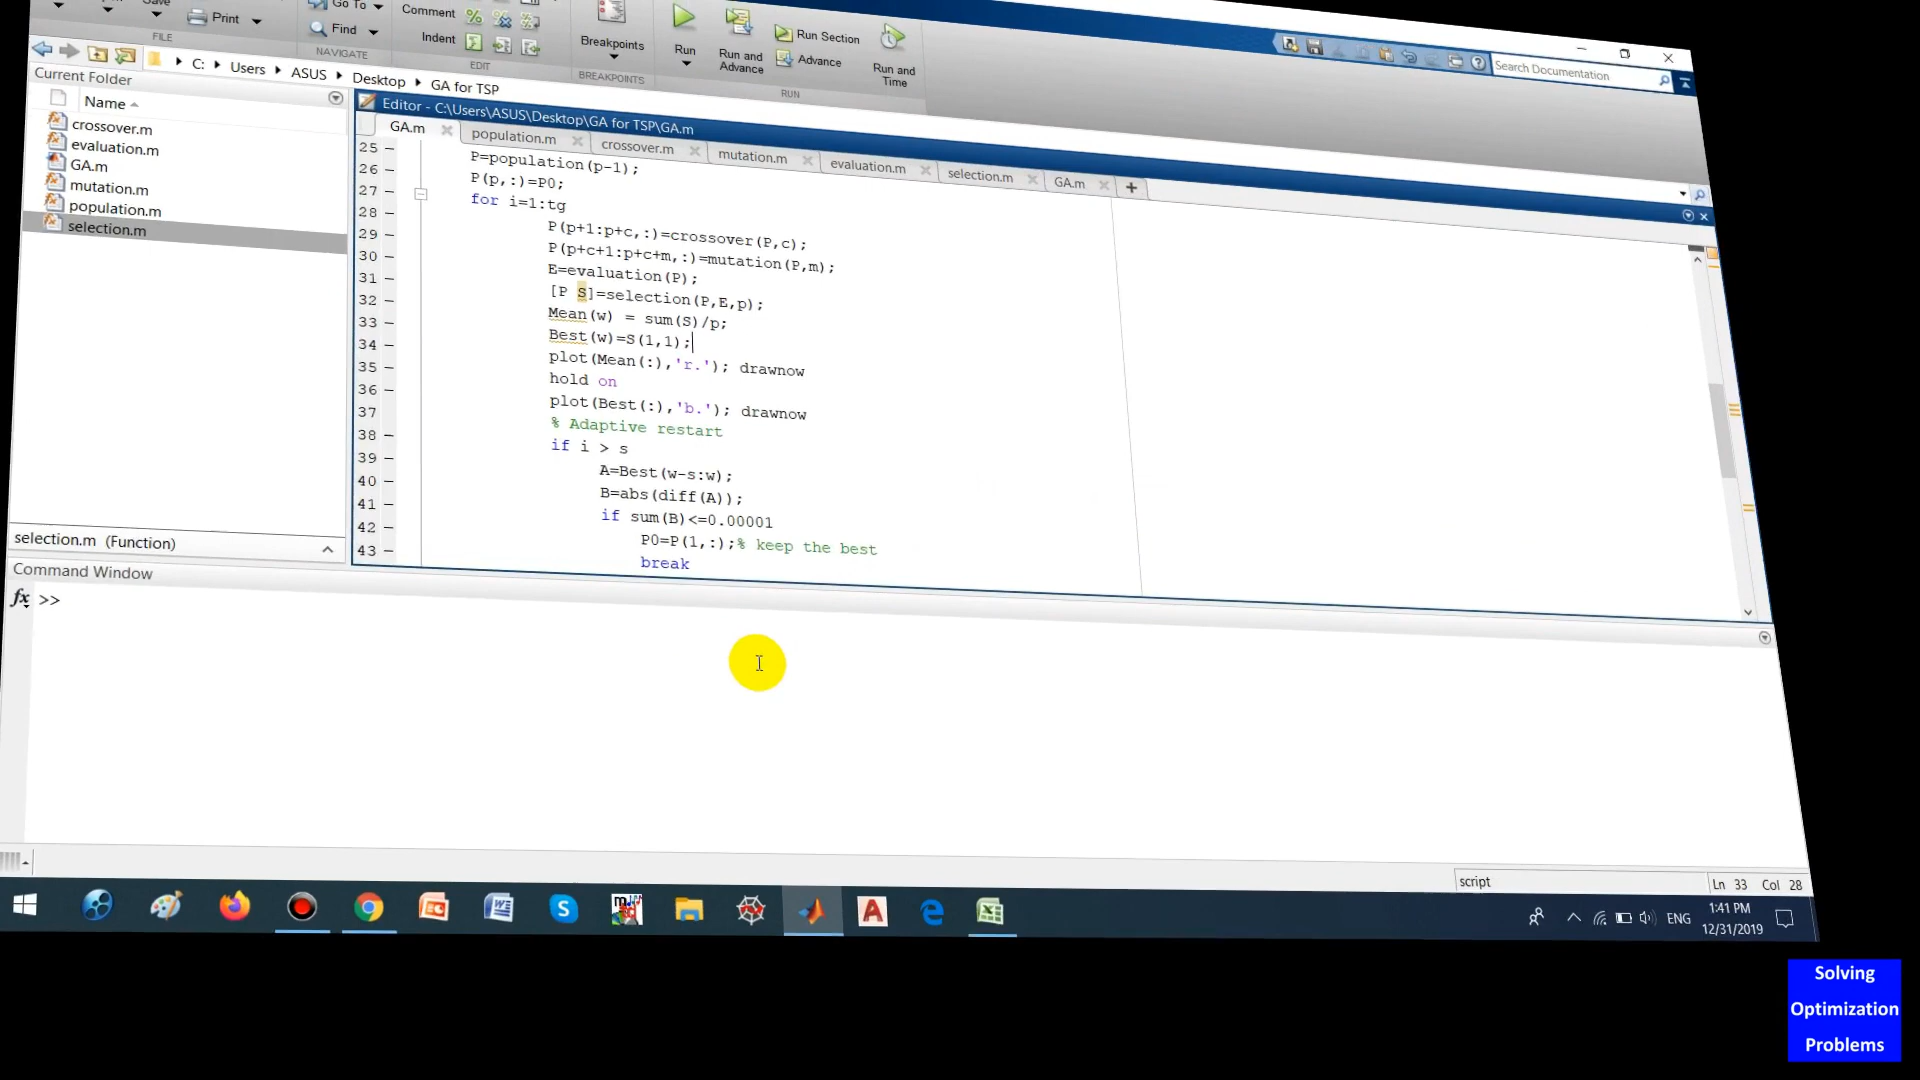 Print
FILE
Go To
Find
NAVIGATE
Comment
Indent
EDIT
Breakpoints
BREAKPOINTS
Run
Run and
Advance
Run Section
Advance
Run and
Time
RUN
Search Documentation
C: Users ASUS Desktop GA for TSP
Current Folder
Name
crossover.m
evaluation.m
GA.m
mutation.m
population.m
selection.m
selection.m (Function)
Editor - C:\Users\ASUS\Desktop\GA for TSP\GA.m
GA.m population.m crossover.m mutation.m evaluation.m selection.m GA.m +
25 - P=population(p-1);
26 - P(p,:)=P0;
27 - for i=1:tg
28 - P(p+1:p+c,:)=crossover(P,c);
29 - P(p+c+1:p+c+m,:)=mutation(P,m);
30 - E=evaluation(P);
31 - [P S]=selection(P,E,p);
32 - Mean(w) = sum(S)/p;
33 - Best(w)=S(1,1);
34 - plot(Mean(:),'r.'); drawnow
35 - hold on
36 - plot(Best(:),'b.'); drawnow
37 - % Adaptive restart
38 - if i > s
39 - A=Best(w-s:w);
40 - B=abs(diff(A));
41 - if sum(B)<=0.00001
42 - P0=P(1,:);% keep the best
43 - break
Command Window
fx >>
script
Ln 33 Col 28
ENG
1:41 PM
12/31/2019
Solving
Optimization
Problems